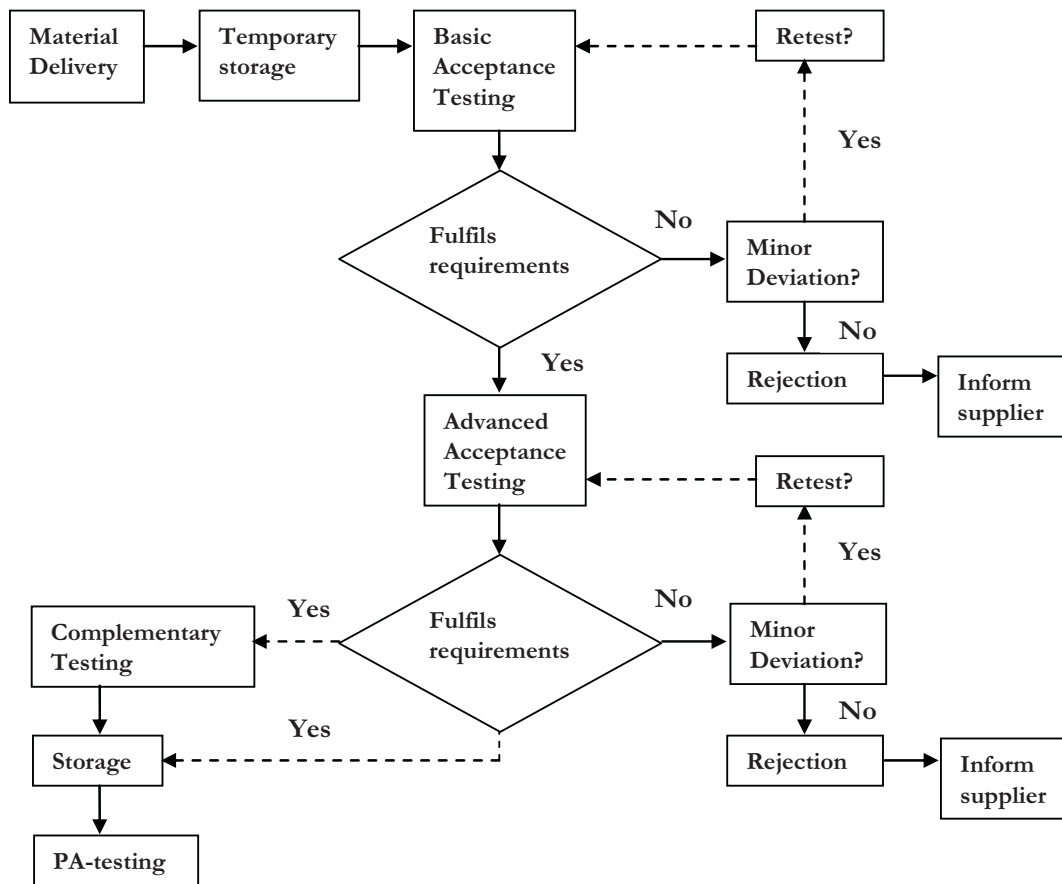 Material
Delivery
Temporary
storage
Basic
Acceptance
Testing
Retest?
Yes
Fulfils
requirements
No
Minor
Deviation?
No
Rejection
Inform
supplier
Yes
Advanced
Acceptance
Testing
Retest?
Yes
Fulfils
requirements
No
Minor
Deviation?
No
Rejection
Inform
supplier
Yes
Complementary
Testing
Yes
Storage
PA-testing